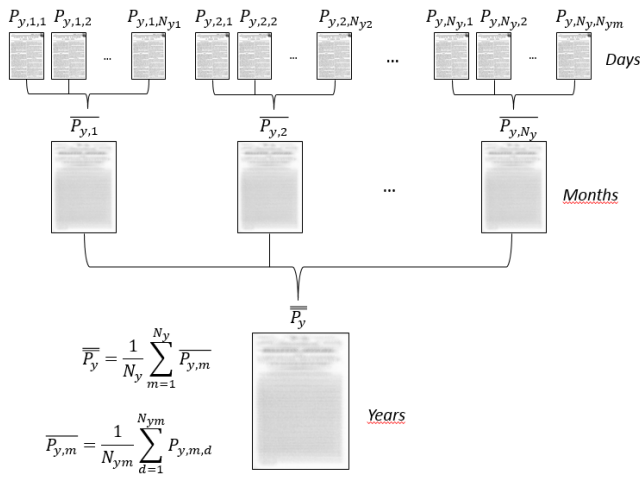 P_{y,1,1} P_{y,1,2} P_{y,1,N_{y1}} P_{y,2,1} P_{y,2,2} P_{y,2,N_{y2}} P_{y,N_y,1} P_{y,N_y,2} P_{y,N_y,N_{ym}}
... ... ... ... Days
\overline{P_{y,1}} \overline{P_{y,2}} \overline{P_{y,N_y}}
... Months
\overline{\overline{P_y}}
\overline{\overline{P_y}} = \frac{1}{N_y} \sum_{m=1}^{N_y} \overline{P_{y,m}}
Years
\overline{P_{y,m}} = \frac{1}{N_{ym}} \sum_{d=1}^{N_{ym}} P_{y,m,d}